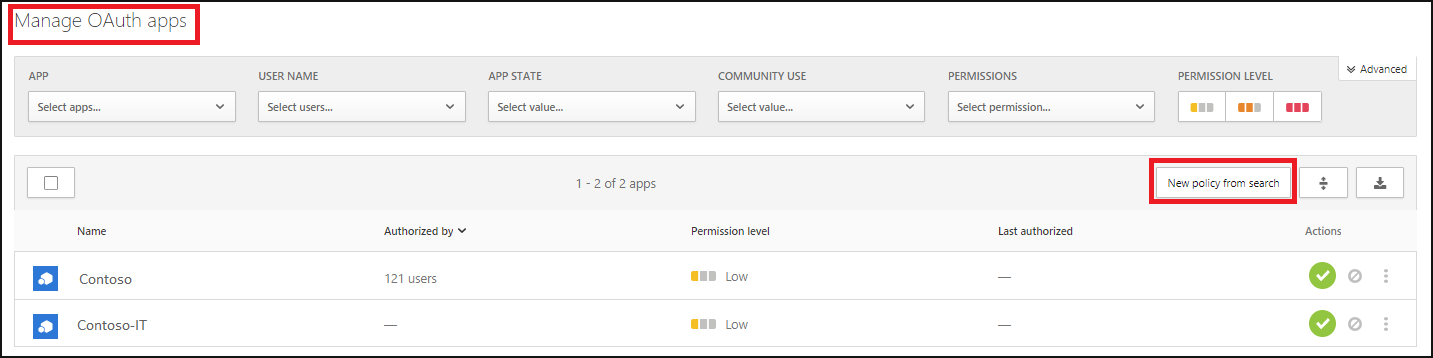 Manage OAuth apps
Advanced
APP USER NAME APP STATE COMMUNITY USE PERMISSIONS PERMISSION LEVEL
Select apps... Select users... Select value... Select value... Select permission...
1 - 2 of 2 apps New policy from search
Name Authorized by Permission level Last authorized Actions
Contoso 121 users Low —
Contoso-IT — Low —